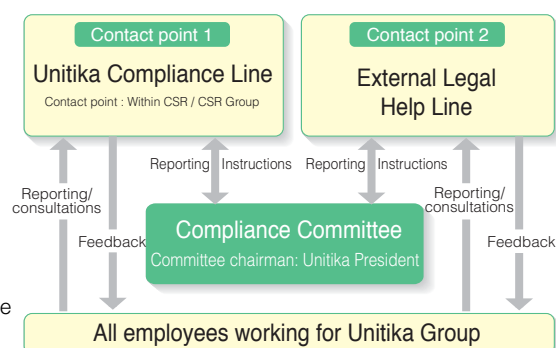 Contact point 1
Unitika Compliance Line
Contact point : Within CSR / CSR Group
Contact point 2
External Legal
Help Line
Reporting
Instructions
Reporting
Instructions
Reporting/
consultations
Feedback
Reporting/
consultations
Feedback
Compliance Committee
Committee chairman: Unitika President
e
All employees working for Unitika Group